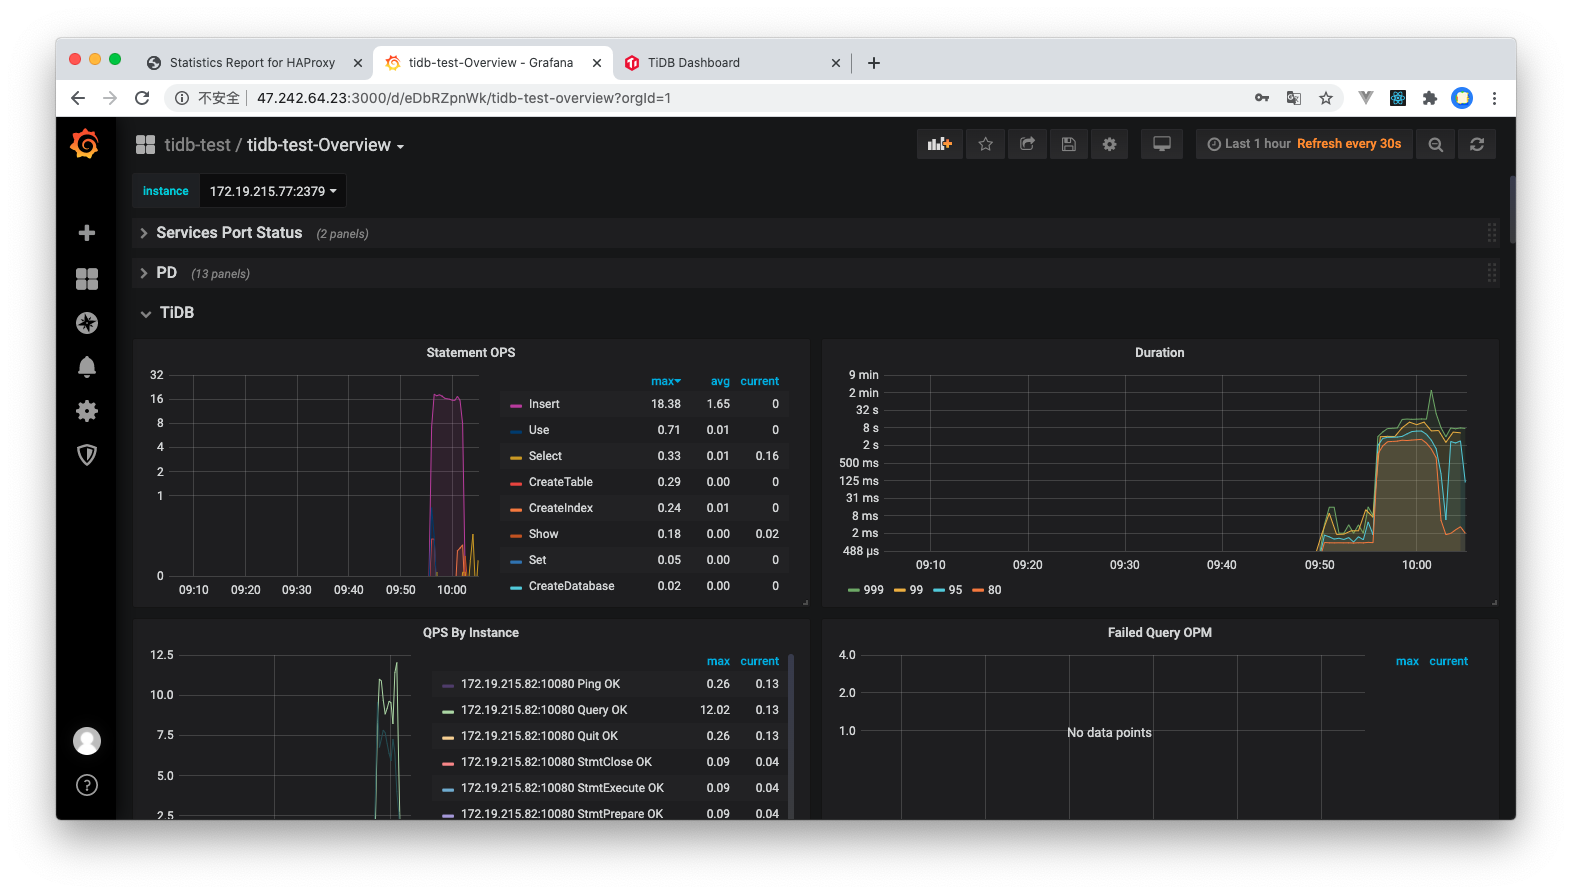 Statistics Report for HAProxy
tidb-test-Overview - Grafana
TiDB Dashboard
不安全
47.242.64.23:3000/d/eDbRZpnWk/tidb-test-overview?orgId=1
tidb-test / tidb-test-Overview
Last 1 hour Refresh every 30s
instance 172.19.215.77:2379
Services Port Status (2 panels)
PD (13 panels)
TiDB
Statement OPS
32
16
8
4
2
1
0
09:10 09:20 09:30 09:40 09:50 10:00
max avg current
Insert 18.38 1.65 0
Use 0.71 0.01 0
Select 0.33 0.01 0.16
CreateTable 0.29 0.00 0
CreateIndex 0.24 0.01 0
Show 0.18 0.00 0.02
Set 0.05 0.00 0
CreateDatabase 0.02 0.00 0
Duration
9 min
2 min
32 s
8 s
2 s
500 ms
125 ms
31 ms
8 ms
2 ms
488 µs
09:10 09:20 09:30 09:40 09:50 10:00
999 99 95 80
QPS By Instance
12.5
10.0
7.5
5.0
2.5
max current
172.19.215.82:10080 Ping OK 0.26 0.13
172.19.215.82:10080 Query OK 12.02 0.13
172.19.215.82:10080 Quit OK 0.26 0.13
172.19.215.82:10080 StmtClose OK 0.09 0.04
172.19.215.82:10080 StmtExecute OK 0.09 0.04
172.19.215.82:10080 StmtPrepare OK 0.09 0.04
Failed Query OPM
4.0
2.0
1.0
max current
No data points